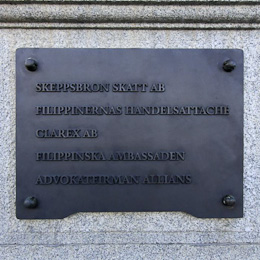 SKEPPSBRON SKATT AB
FILIPPINERNAS HANDELSATTACHE
CLAREX AB
FILIPPINSKA AMBASSADEN
ADVOKATFIRMAN ALLIANS